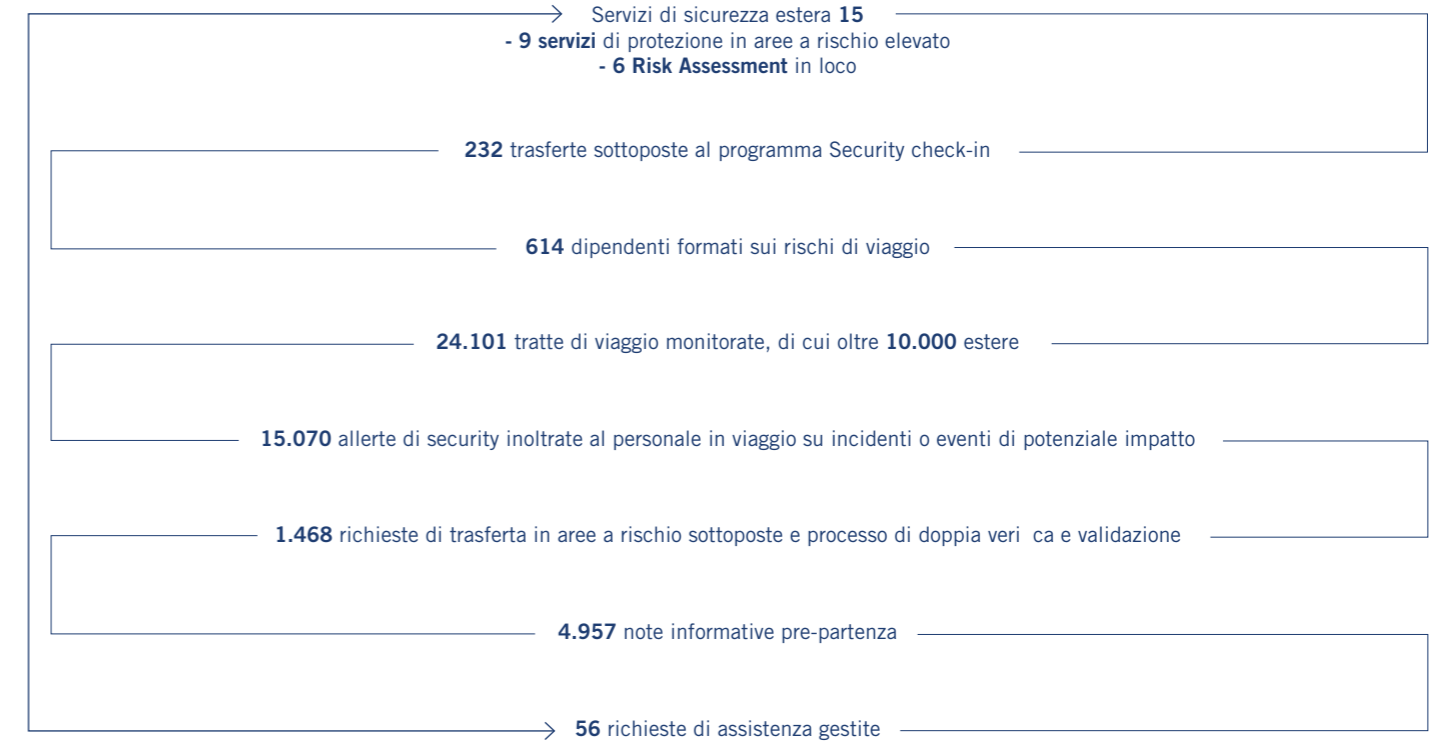 Servizi di sicurezza estera 15
- 9 servizi di protezione in aree a rischio elevato
- 6 Risk Assessment in loco
232 trasferte sottoposte al programma Security check-in
614 dipendenti formati sui rischi di viaggio
24.101 tratte di viaggio monitorate, di cui oltre 10.000 estere
15.070 allerte di security inoltrate al personale in viaggio su incidenti o eventi di potenziale impatto
1.468 richieste di trasferta in aree a rischio sottoposte e processo di doppia veri ca e validazione
4.957 note informative pre-partenza
56 richieste di assistenza gestite